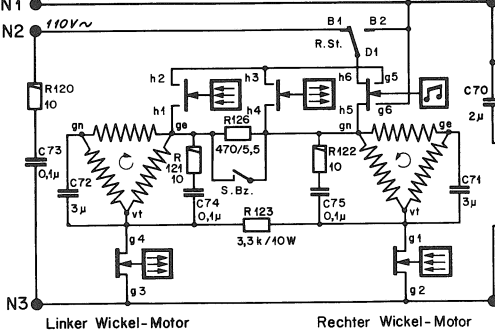 N1
N2 110V~ B1 B2
R.St. D1
h2 h3 h6 g5
R120
10
C70
2µ
h1 R126 h4 h5 g6
gn ge 470/5,5 gn ge
C73
0,1µ
C72
3µ
R
121
10
S.Bz.
R122
10
C71
3µ
C74
0,1µ
C75
0,1µ
vt R123 vt
3,3k/10W
g4 g1
g3 g2
N3
Linker Wickel-Motor Rechter Wickel-Motor